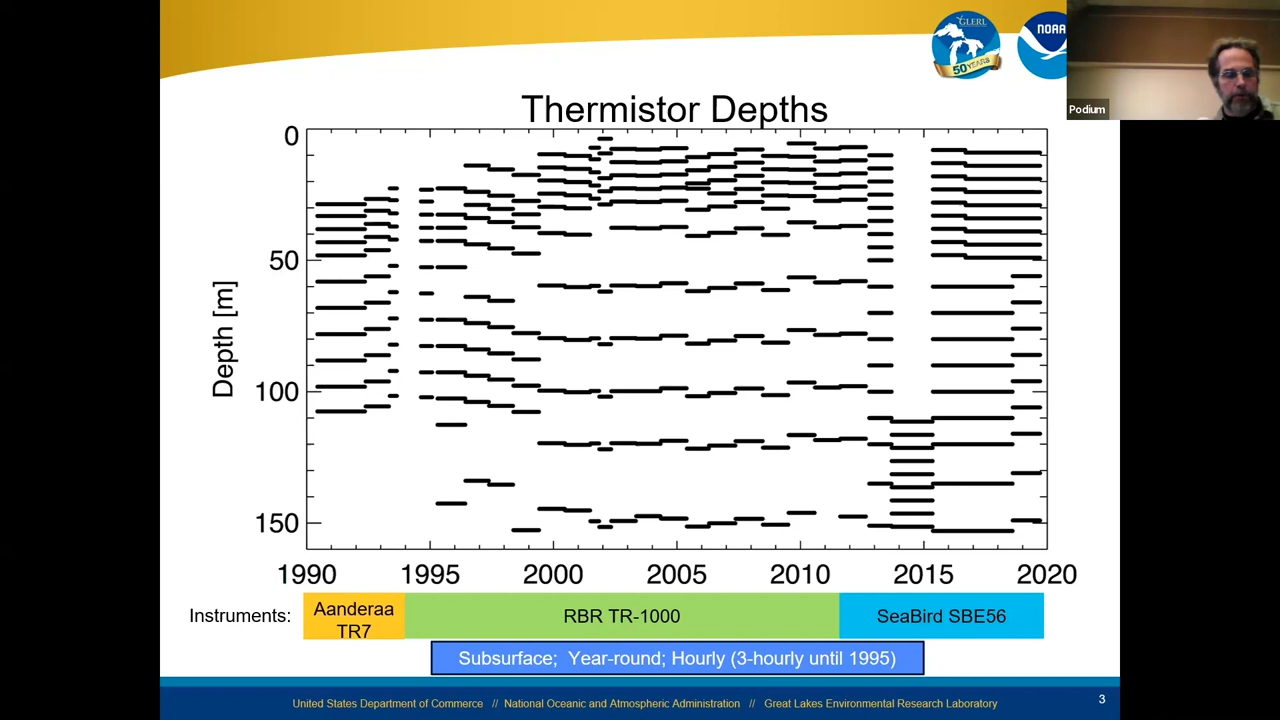 GLERL
50 YEARS
NOAA
Podium
Thermistor Depths
0
50
100
150
Depth [m]
1990 1995 2000 2005 2010 2015 2020
Instruments:
Aanderaa
TR7
RBR TR-1000
SeaBird SBE56
Subsurface; Year-round; Hourly (3-hourly until 1995)
United States Department of Commerce // National Oceanic and Atmospheric Administration // Great Lakes Environmental Research Laboratory
3